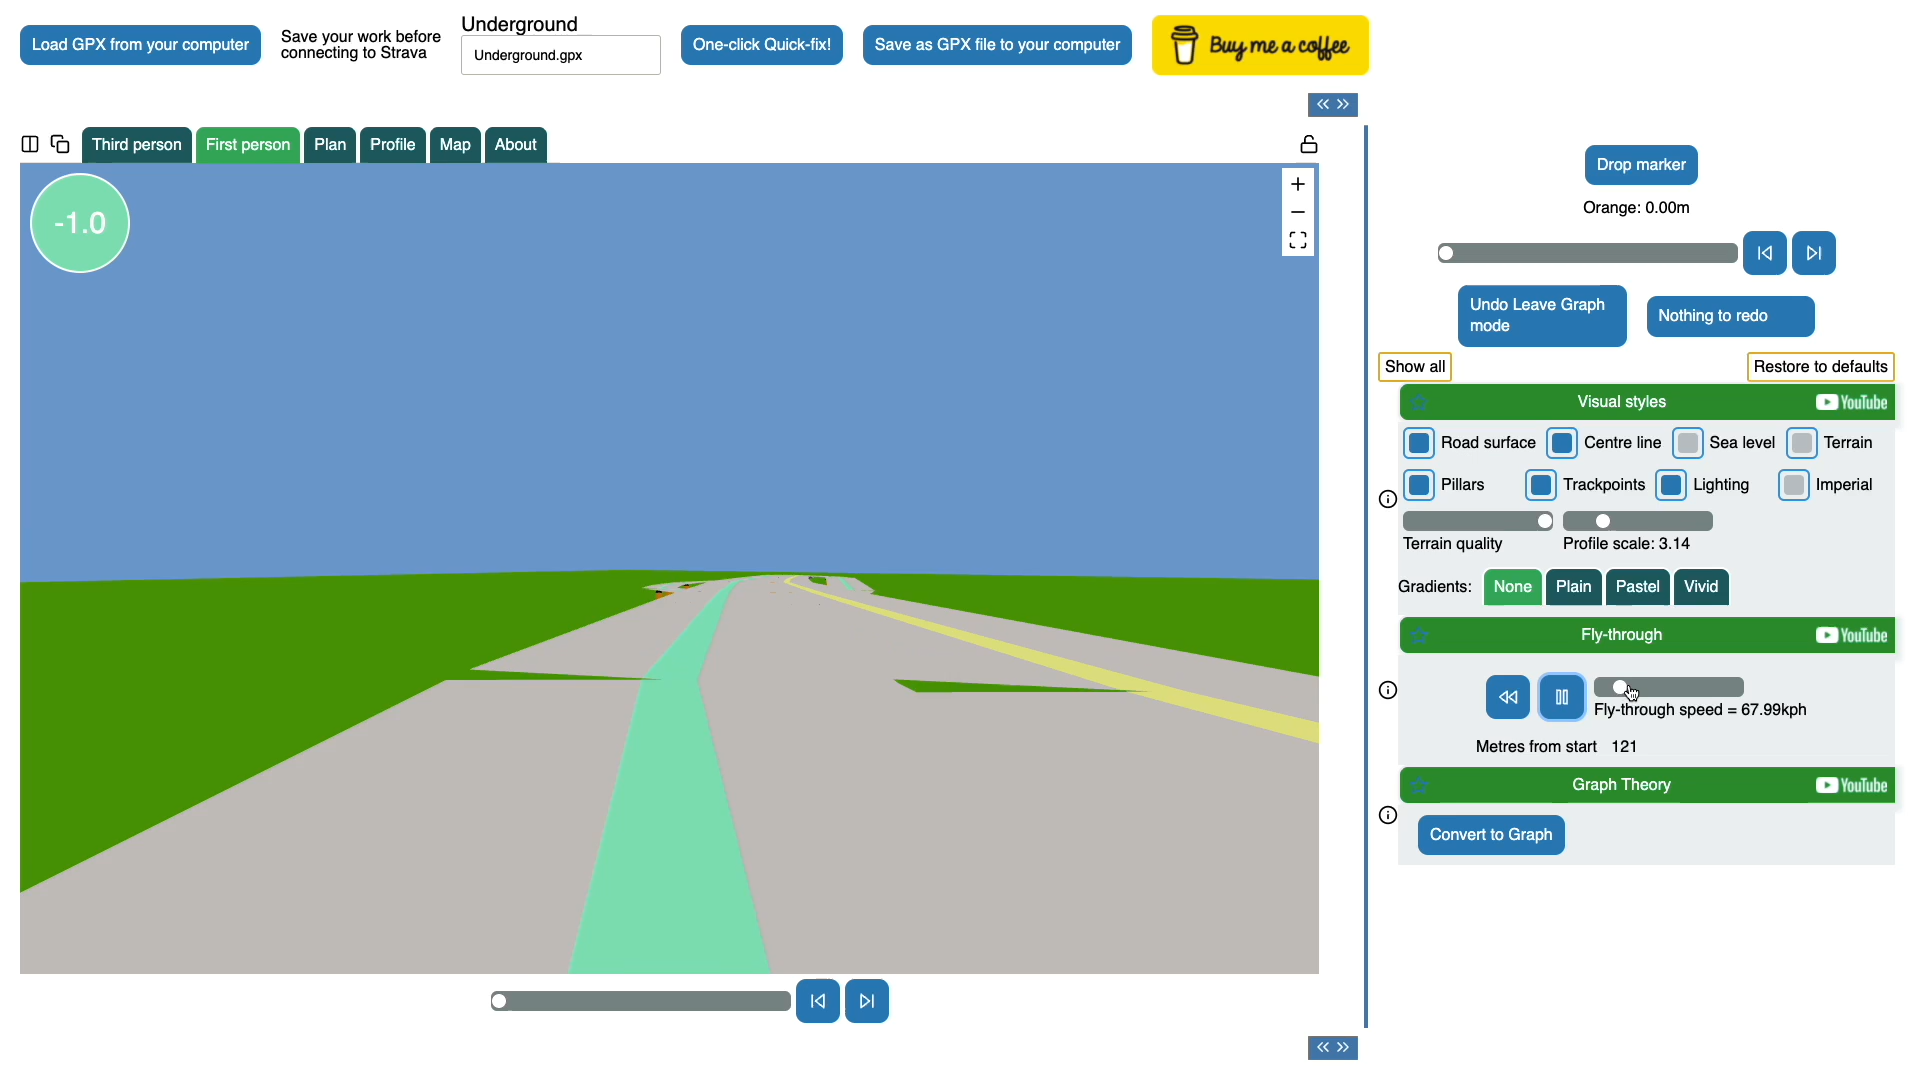 Load GPX from your computer
Save your work before
connecting to Strava
Underground
Underground.gpx
One-click Quick-fix!
Save as GPX file to your computer
Buy me a coffee
Third person
First person
Plan
Profile
Map
About
-1.0
Drop marker
Orange: 0.00m
Undo Leave Graph
mode
Nothing to redo
Show all
Restore to defaults
Visual styles
YouTube
Road surface
Centre line
Sea level
Terrain
Pillars
Trackpoints
Lighting
Imperial
Terrain quality
Profile scale: 3.14
Gradients:
None
Plain
Pastel
Vivid
Fly-through
YouTube
Fly-through speed = 67.99kph
Metres from start 121
Graph Theory
YouTube
Convert to Graph